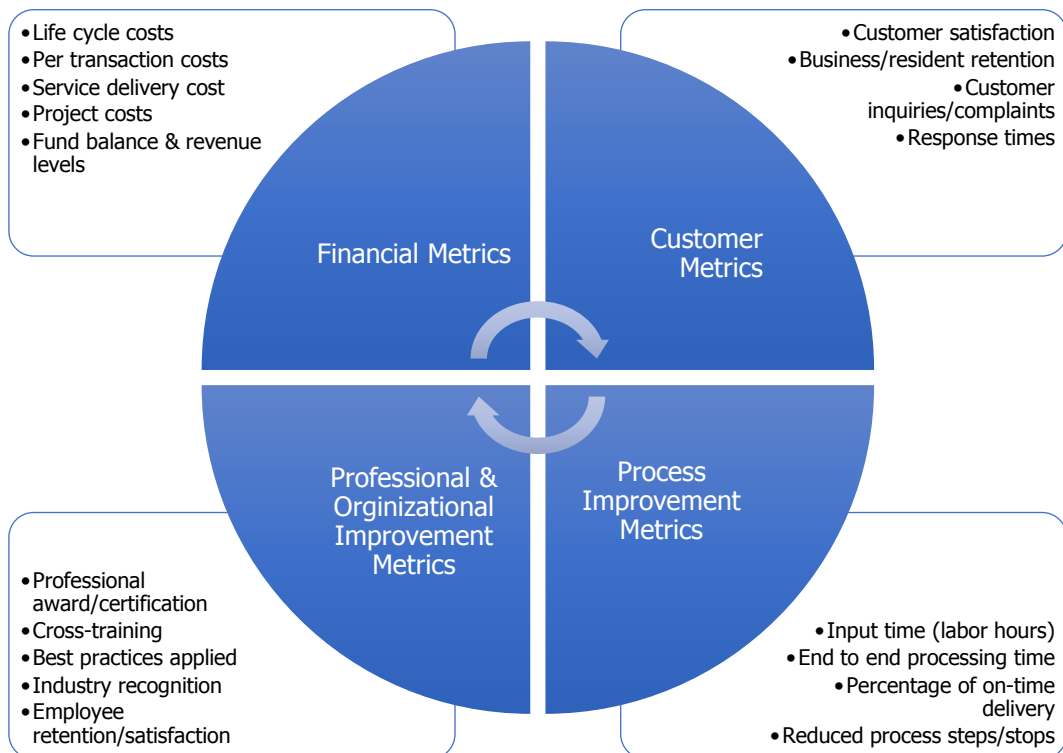 •Life cycle costs
•Per transaction costs
•Service delivery cost
•Project costs
•Fund balance & revenue
levels
•Customer satisfaction
•Business/resident retention
•Customer
inquiries/complaints
•Response times
Financial Metrics
Customer
Metrics
Professional &
Orginizational
Improvement
Metrics
Process
Improvement
Metrics
•Professional
award/certification
•Cross-training
•Best practices applied
•Industry recognition
•Employee
retention/satisfaction
•Input time (labor hours)
•End to end processing time
•Percentage of on-time
delivery
•Reduced process steps/stops